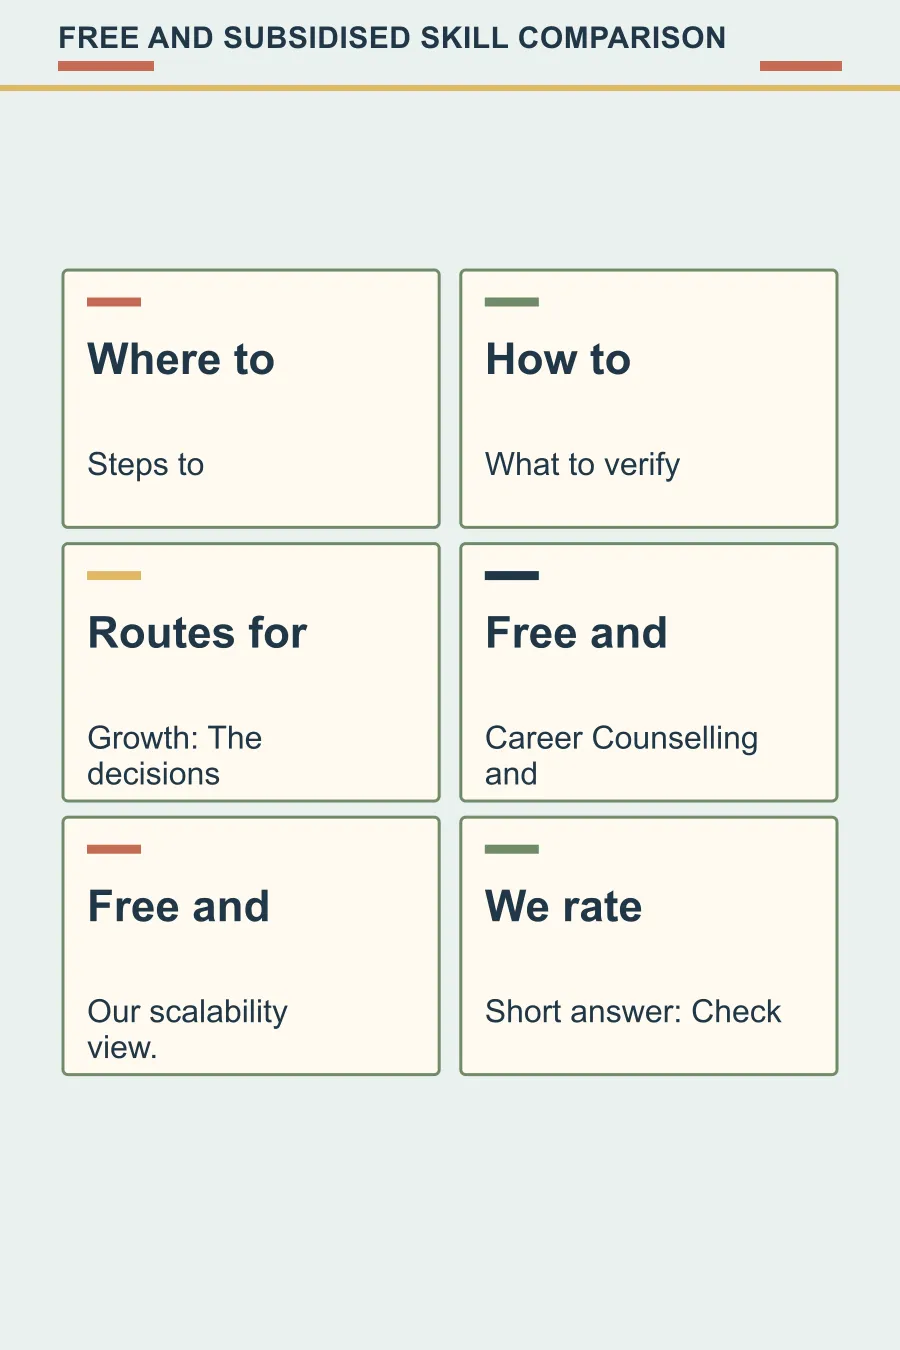 FREE AND SUBSIDISED SKILL COMPARISON
Where to
Steps to
How to
What to verify
Routes for
Growth: The
decisions
Free and
Career Counselling
and
Free and
Our scalability
view.
We rate
Short answer: Check